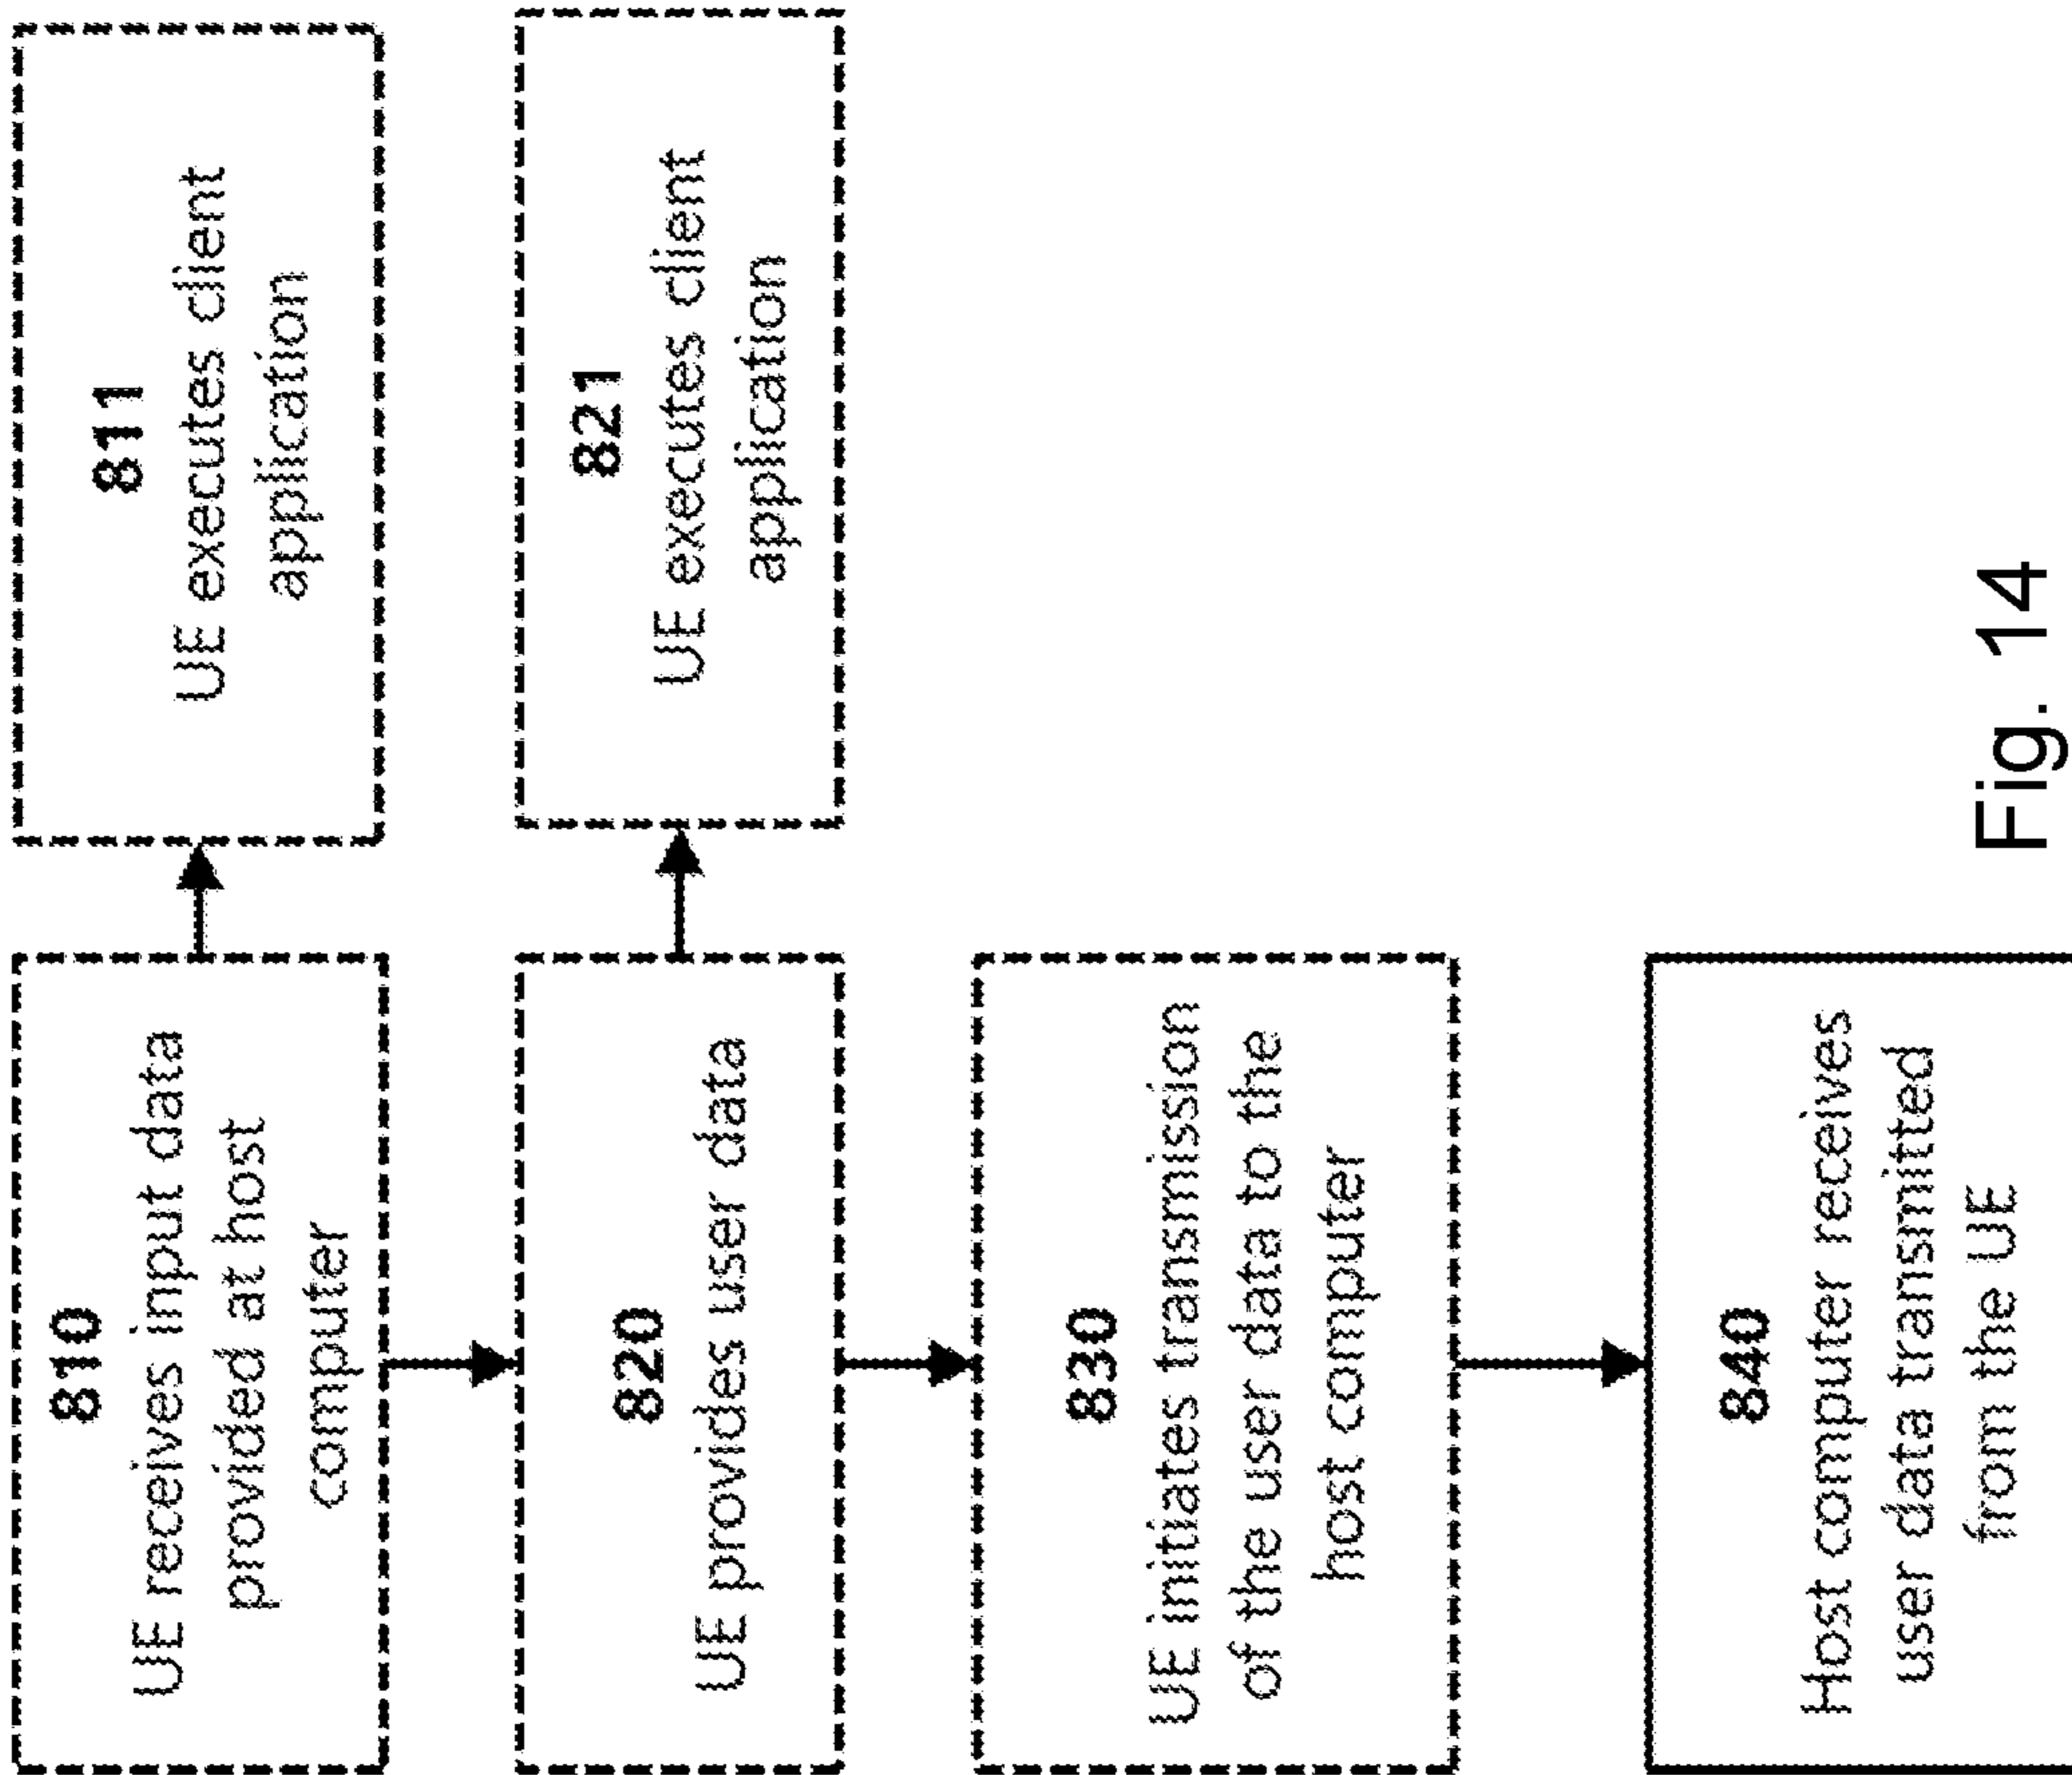 810
UE receives input data
provided at host
computer
811
UE executes client
application
820
UE provides user data
821
UE executes client
application
830
UE initiates transmission
of the user data to the
host computer
840
Host computer receives
user data transmitted
from the UE
Fig. 14